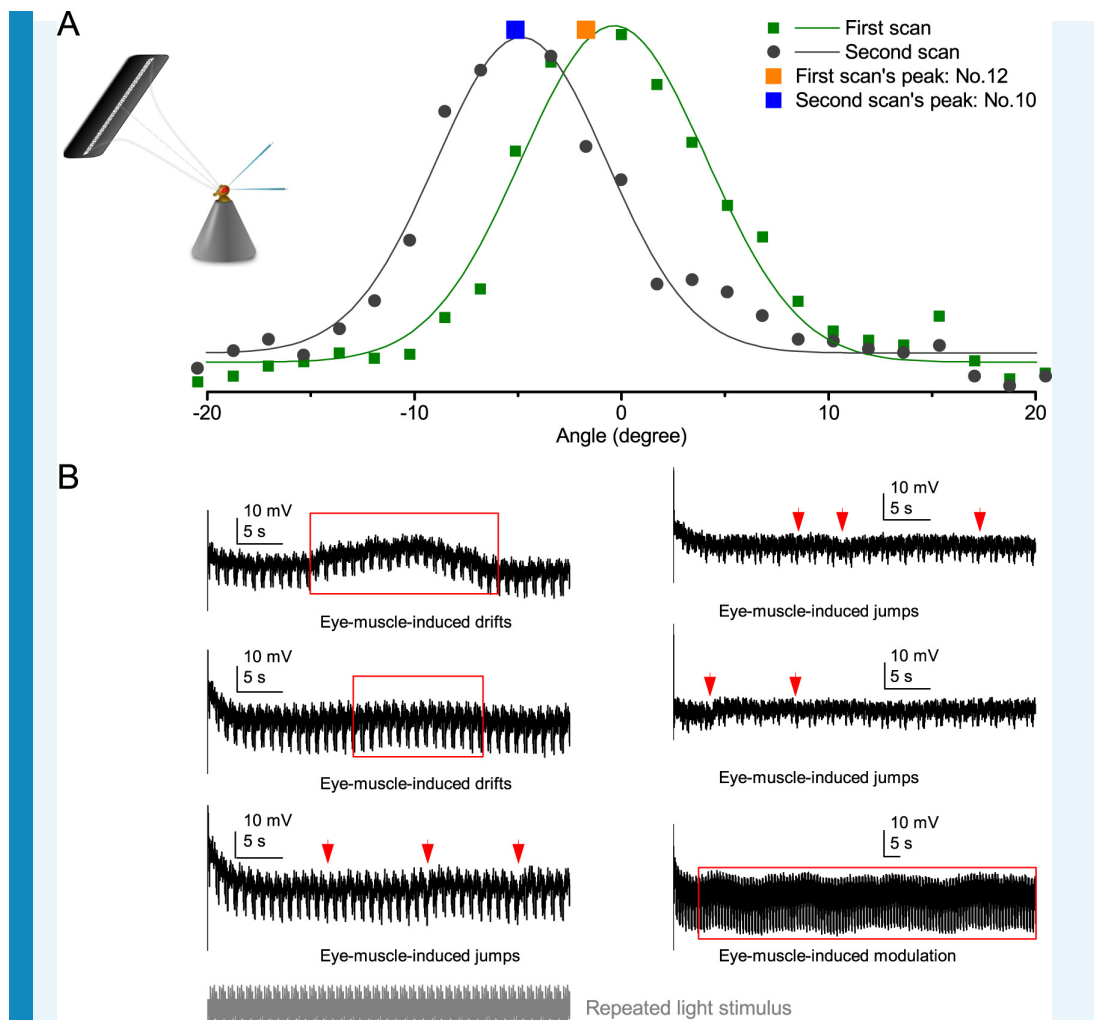 A
First scan
Second scan
First scan's peak: No.12
Second scan's peak: No.10
-20 -10 0 10 20
Angle (degree)
B
10 mV
5 s
Eye-muscle-induced drifts
10 mV
5 s
Eye-muscle-induced jumps
10 mV
5 s
Eye-muscle-induced drifts
10 mV
5 s
Eye-muscle-induced jumps
10 mV
5 s
Eye-muscle-induced jumps
10 mV
5 s
Eye-muscle-induced modulation
Repeated light stimulus